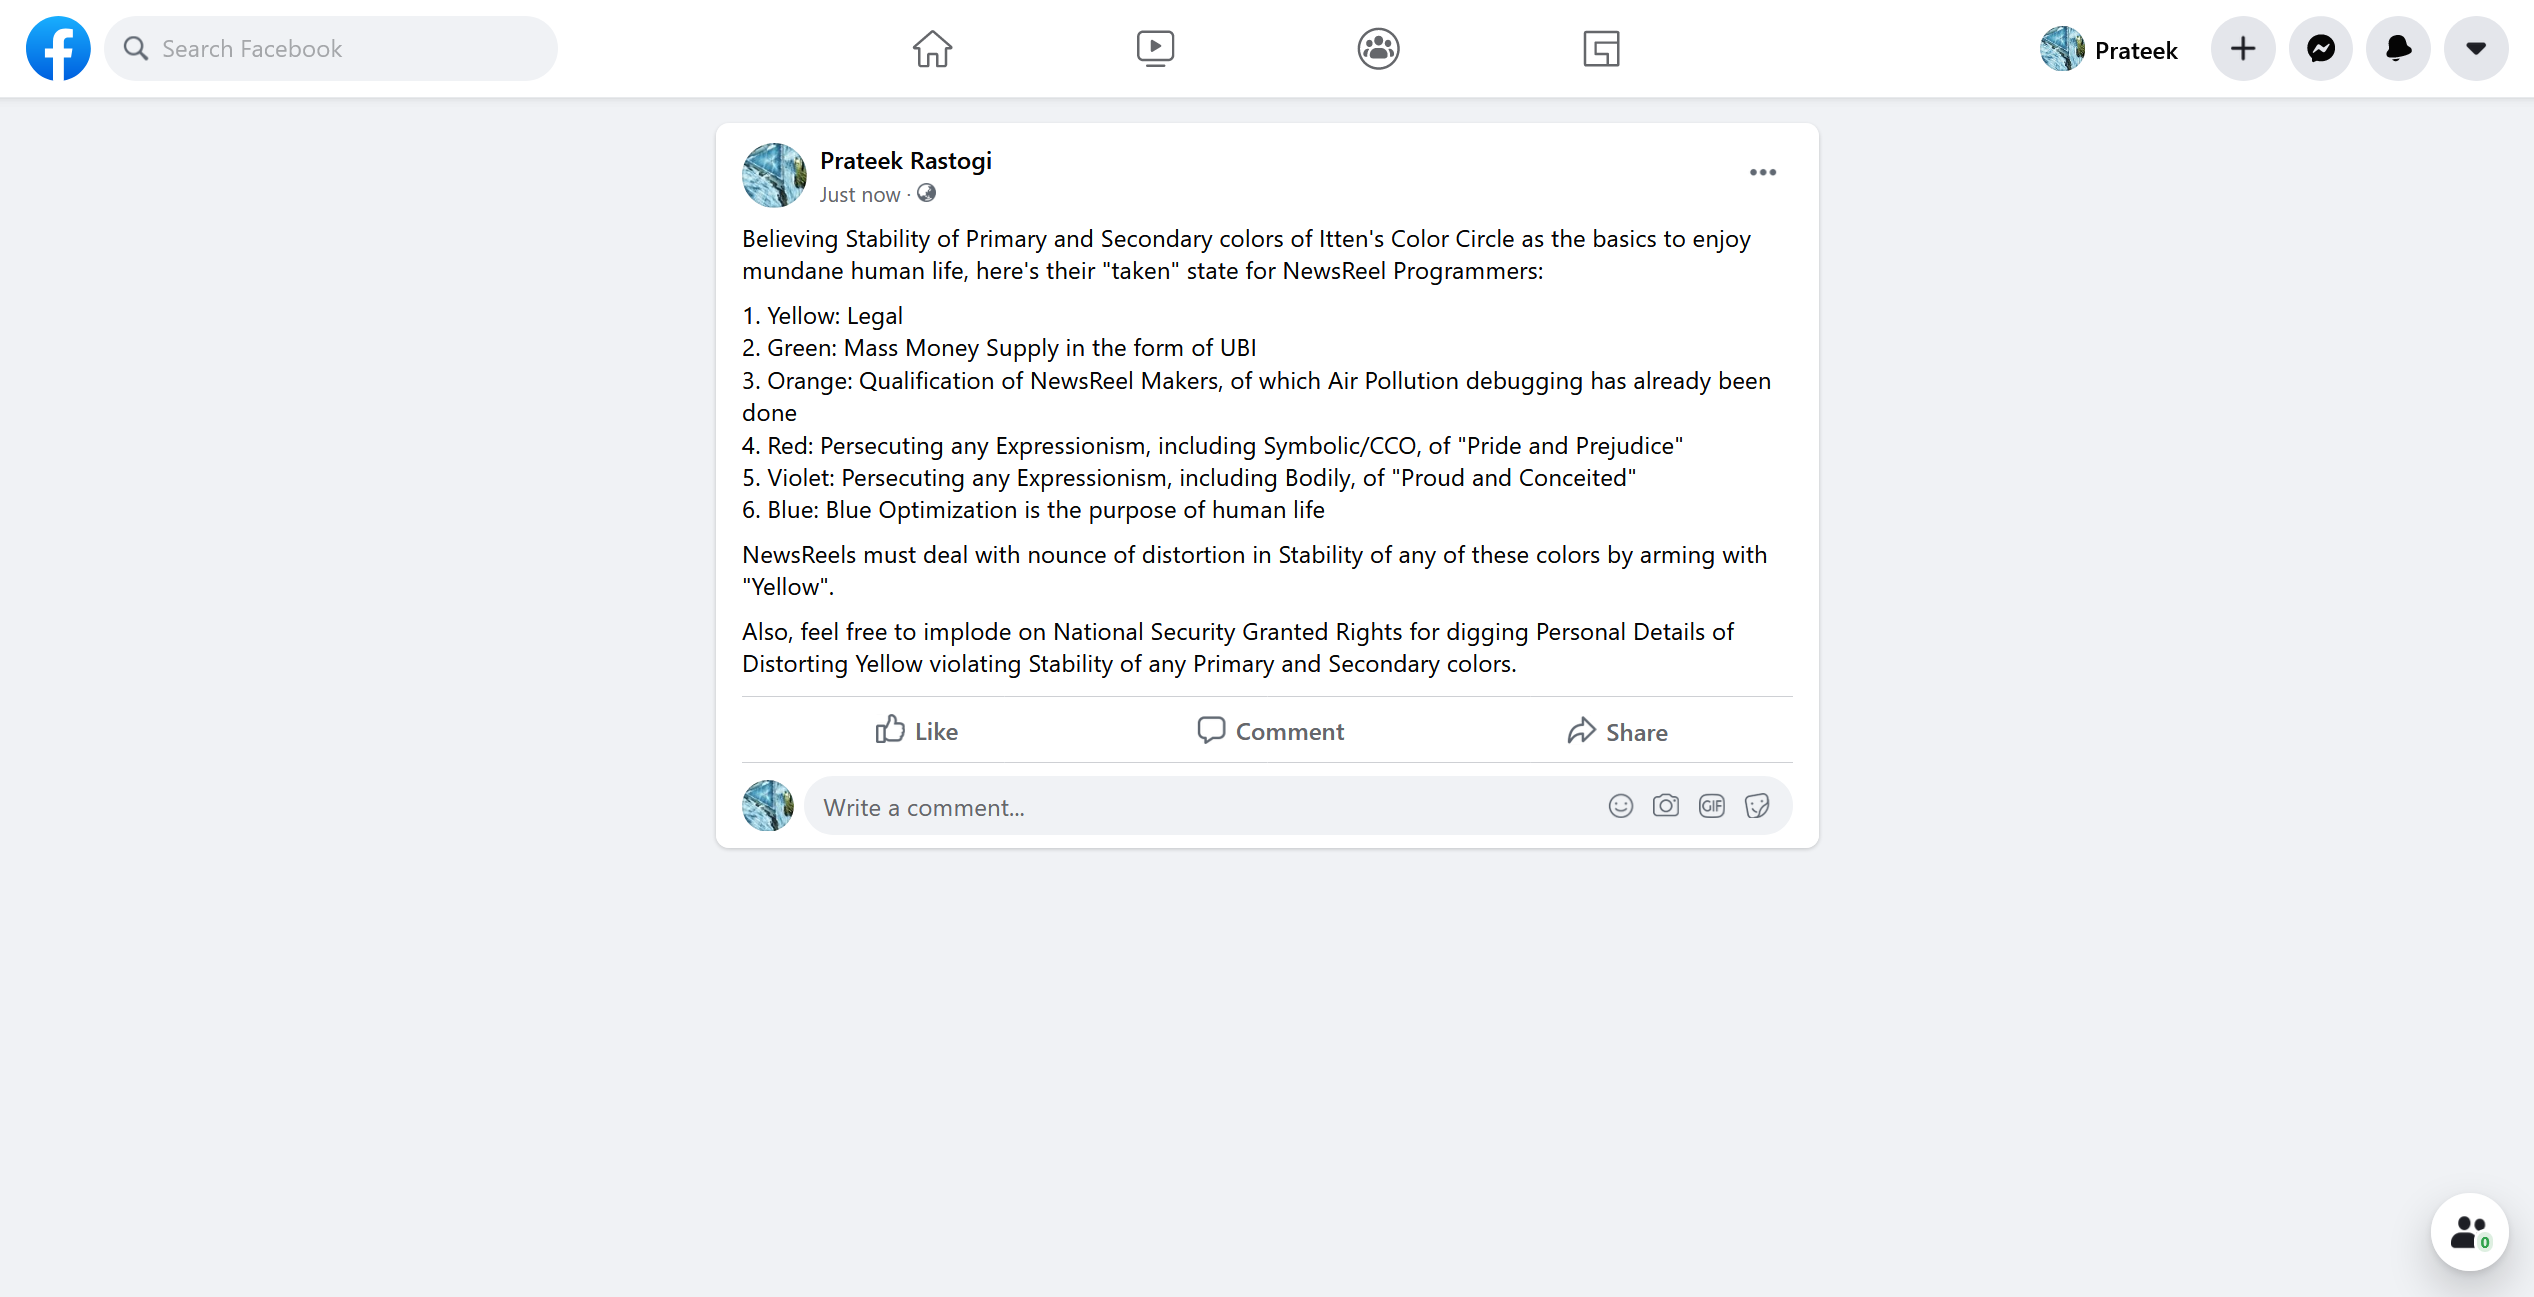 Search Facebook
Prateek
Prateek Rastogi
Just now ·
Believing Stability of Primary and Secondary colors of Itten's Color Circle as the basics to enjoy
mundane human life, here's their "taken" state for NewsReel Programmers:
1. Yellow: Legal
2. Green: Mass Money Supply in the form of UBI
3. Orange: Qualification of NewsReel Makers, of which Air Pollution debugging has already been
done
4. Red: Persecuting any Expressionism, including Symbolic/CCO, of "Pride and Prejudice"
5. Violet: Persecuting any Expressionism, including Bodily, of "Proud and Conceited"
6. Blue: Blue Optimization is the purpose of human life
NewsReels must deal with nounce of distortion in Stability of any of these colors by arming with
"Yellow".
Also, feel free to implode on National Security Granted Rights for digging Personal Details of
Distorting Yellow violating Stability of any Primary and Secondary colors.
Like
Comment
Share
Write a comment...
GIF
0